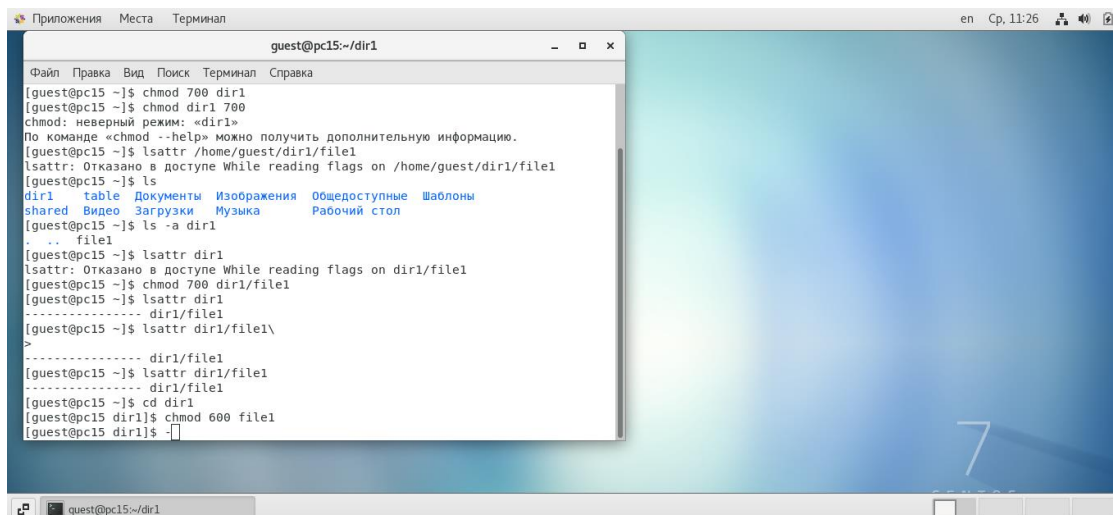 Приложения Места Терминал en Ср, 11:26
guest@pc15:~/dir1
Файл Правка Вид Поиск Терминал Справка
[guest@pc15 ~]$ chmod 700 dir1
[guest@pc15 ~]$ chmod dir1 700
chmod: неверный режим: «dir1»
По команде «chmod --help» можно получить дополнительную информацию.
[guest@pc15 ~]$ lsattr /home/guest/dir1/file1
lsattr: Отказано в доступе While reading flags on /home/guest/dir1/file1
[guest@pc15 ~]$ ls
dir1 table Документы Изображения Общедоступные Шаблоны
shared Видео Загрузки Музыка Рабочий стол
[guest@pc15 ~]$ ls -a dir1
. .. file1
[guest@pc15 ~]$ lsattr dir1
lsattr: Отказано в доступе While reading flags on dir1/file1
[guest@pc15 ~]$ chmod 700 dir1/file1
[guest@pc15 ~]$ lsattr dir1
---------------- dir1/file1
[guest@pc15 ~]$ lsattr dir1/file1\
>
---------------- dir1/file1
[guest@pc15 ~]$ lsattr dir1/file1
---------------- dir1/file1
[guest@pc15 ~]$ cd dir1
[guest@pc15 dir1]$ chmod 600 file1
[guest@pc15 dir1]$ -
7
guest@pc15:~/dir1